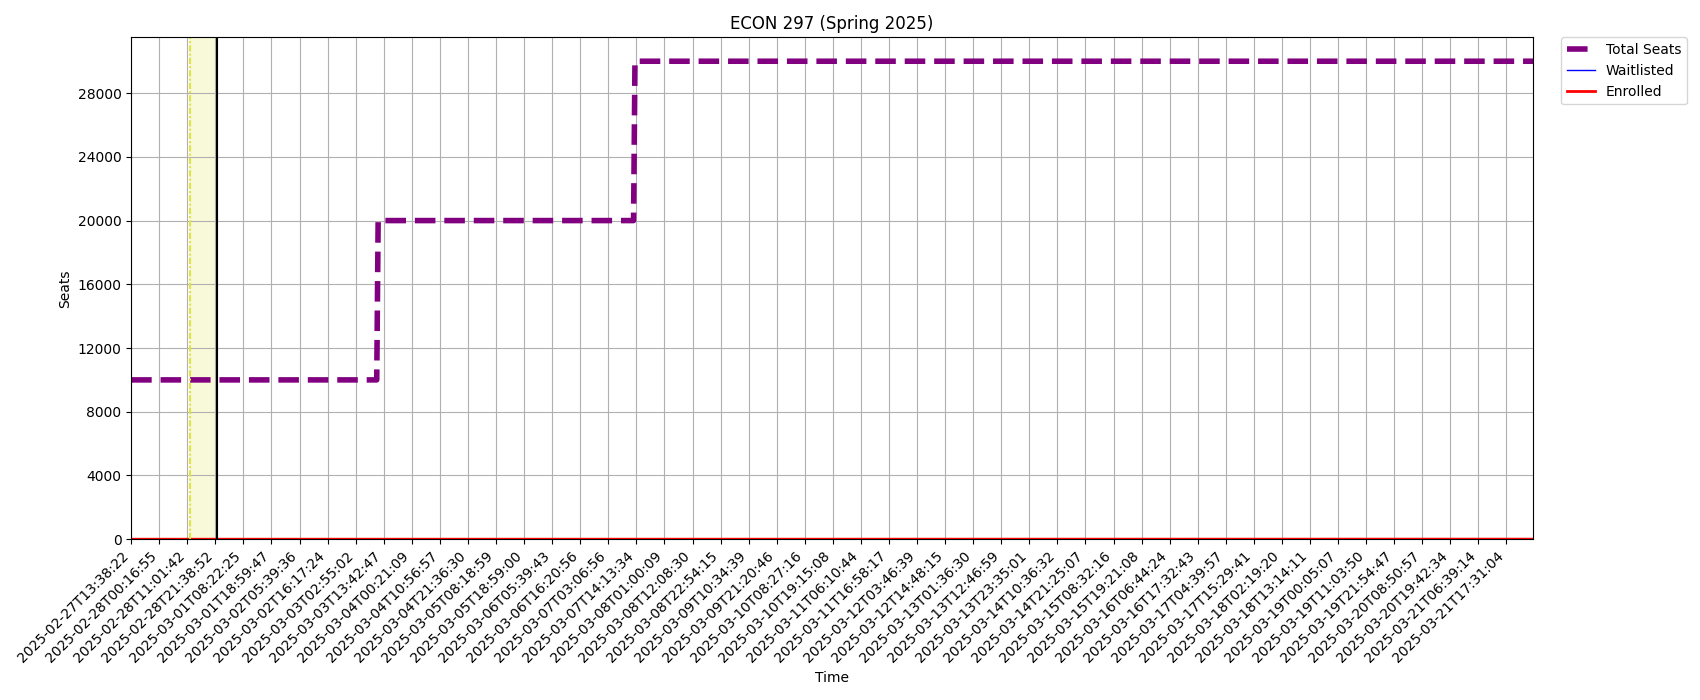 ECON 297 (Spring 2025)
Total Seats
Waitlisted
Enrolled
Seats
28000
24000
20000
16000
12000
8000
4000
0
2025-02-27T13:38:22
2025-02-28T00:16:55
2025-02-28T11:01:42
2025-02-28T21:38:52
2025-03-01T08:22:25
2025-03-01T18:59:47
2025-03-02T05:39:36
2025-03-02T16:17:24
2025-03-03T02:55:02
2025-03-03T13:42:47
2025-03-04T00:21:09
2025-03-04T10:56:57
2025-03-04T21:36:30
2025-03-05T08:18:59
2025-03-05T18:59:00
2025-03-06T05:39:43
2025-03-06T16:20:56
2025-03-07T03:06:56
2025-03-07T14:13:34
2025-03-08T01:00:09
2025-03-08T12:08:30
2025-03-08T22:54:15
2025-03-09T10:34:39
2025-03-09T21:20:46
2025-03-10T08:27:16
2025-03-10T19:15:08
2025-03-11T06:10:44
2025-03-11T16:58:17
2025-03-12T03:46:39
2025-03-12T14:48:15
2025-03-13T01:36:30
2025-03-13T12:46:59
2025-03-13T23:35:01
2025-03-14T10:36:32
2025-03-14T21:25:07
2025-03-15T08:32:16
2025-03-15T19:21:08
2025-03-16T06:44:24
2025-03-16T17:32:43
2025-03-17T04:39:57
2025-03-17T15:29:41
2025-03-18T02:19:20
2025-03-18T13:14:11
2025-03-19T00:05:07
2025-03-19T11:03:50
2025-03-19T21:54:47
2025-03-20T08:50:57
2025-03-20T19:42:34
2025-03-21T06:39:14
2025-03-21T17:31:04
Time